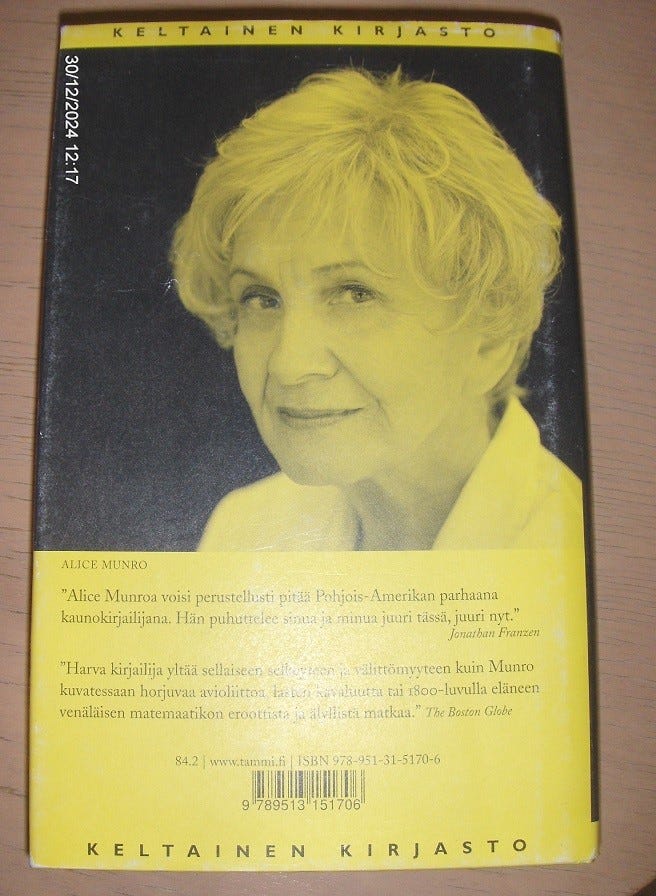 KELTAINEN KIRJASTO
30/12/2024 12:17
ALICE MUNRO
"Alice Munroa voisi perustellusti pitää Pohjois-Amerikan parhaana
kaunokirjailijana. Hän puhuttelee sinua ja minua juuri tässä, juuri nyt."
Jonathan Franzen
"Harva kirjailija yltää sellaiseen selkeyteen ja välittömyyteen kuin Munro
kuvatessaan horjuvaa avioliittoa, lasten kavaluutta tai 1800-luvulla eläneen
venäläisen matemaatikon eroottista ja älyllistä matkaa." The Boston Globe
84.2 | www.tammi.fi | ISBN 978-951-31-5170-6
9 789513 151706
KELTAINEN KIRJASTO